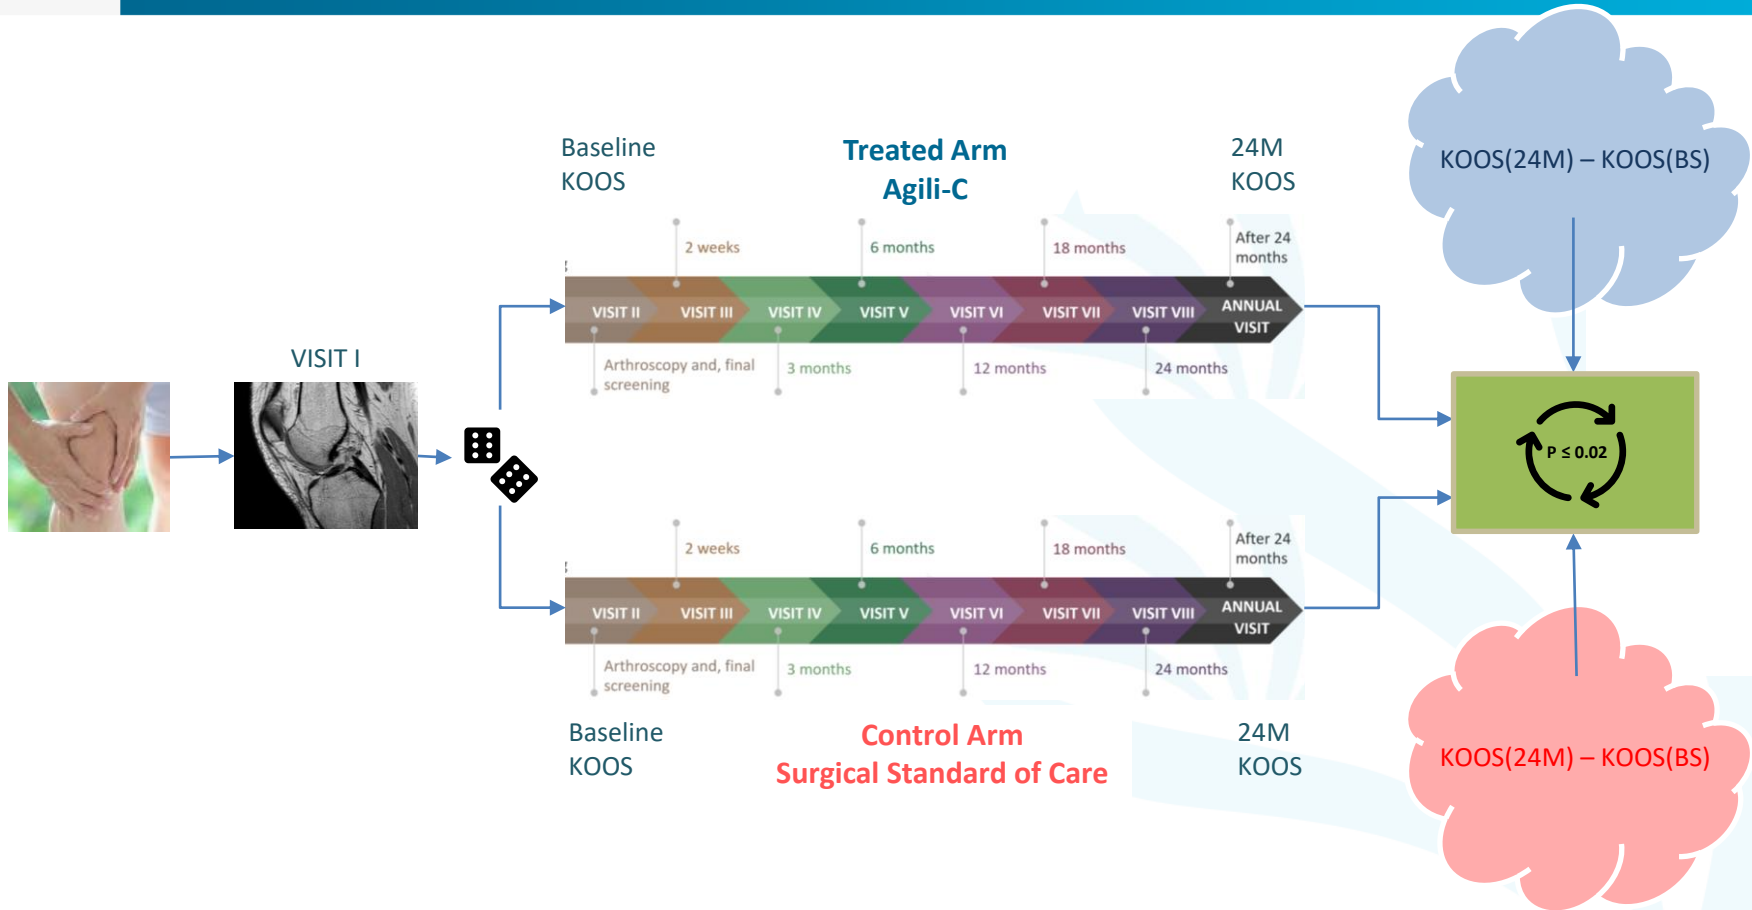 Baseline
KOOS
Treated Arm
Agili-C
24M
KOOS
KOOS(24M) – KOOS(BS)
2 weeks
6 months
18 months
After 24
months
VISIT II
VISIT III
VISIT IV
VISIT V
VISIT VI
VISIT VII
VISIT VIII
ANNUAL
VISIT
Arthroscopy and, final
screening
3 months
12 months
24 months
VISIT I
P ≤ 0.02
2 weeks
6 months
18 months
After 24
months
VISIT II
VISIT III
VISIT IV
VISIT V
VISIT VI
VISIT VII
VISIT VIII
ANNUAL
VISIT
Arthroscopy and, final
screening
3 months
12 months
24 months
Baseline
KOOS
Control Arm
Surgical Standard of Care
24M
KOOS
KOOS(24M) – KOOS(BS)